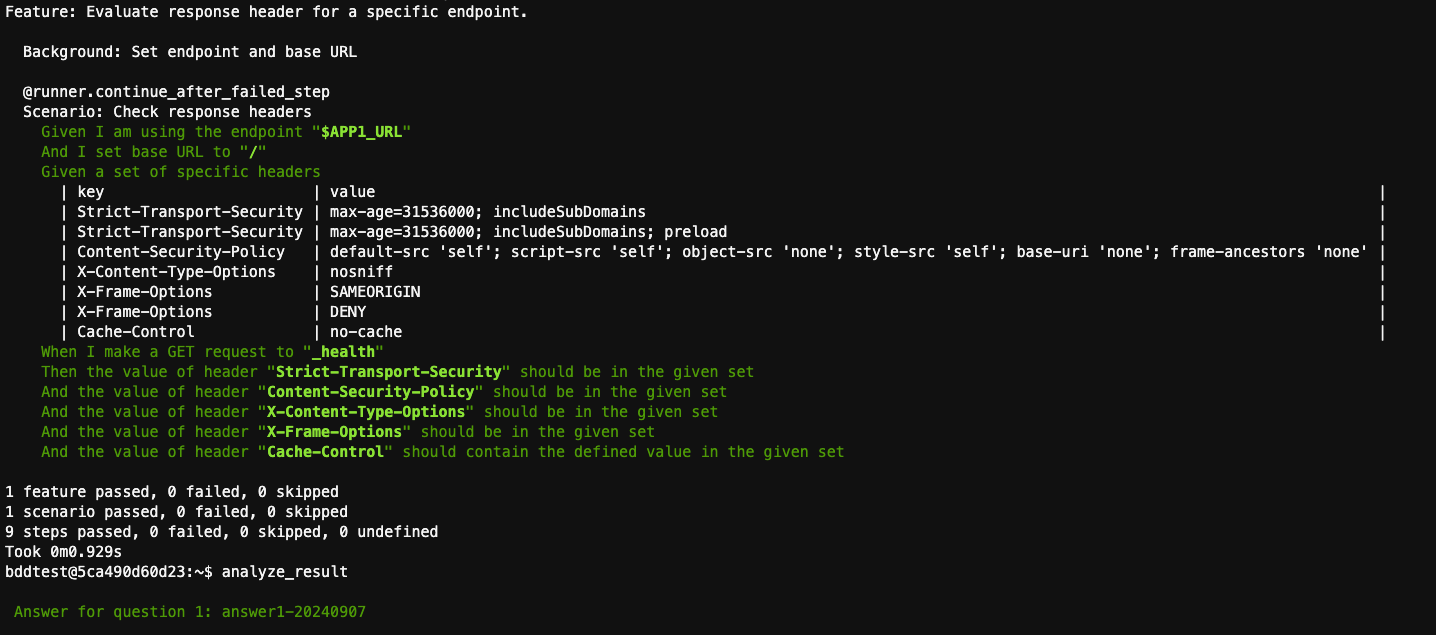 Feature: Evaluate response header for a specific endpoint.
Background: Set endpoint and base URL
@runner.continue_after_failed_step
Scenario: Check response headers
Given I am using the endpoint "$APP1_URL"
And I set base URL to "/"
Given a set of specific headers
| key | value |
| Strict-Transport-Security | max-age=31536000; includeSubDomains |
| Strict-Transport-Security | max-age=31536000; includeSubDomains; preload |
| Content-Security-Policy | default-src 'self'; script-src 'self'; object-src 'none'; style-src 'self'; base-uri 'none'; frame-ancestors 'none' |
| X-Content-Type-Options | nosniff |
| X-Frame-Options | SAMEORIGIN |
| X-Frame-Options | DENY |
| Cache-Control | no-cache |
When I make a GET request to "_health"
Then the value of header "Strict-Transport-Security" should be in the given set
And the value of header "Content-Security-Policy" should be in the given set
And the value of header "X-Content-Type-Options" should be in the given set
And the value of header "X-Frame-Options" should be in the given set
And the value of header "Cache-Control" should contain the defined value in the given set
1 feature passed, 0 failed, 0 skipped
1 scenario passed, 0 failed, 0 skipped
9 steps passed, 0 failed, 0 skipped, 0 undefined
Took 0m0.929s
bddtest@5ca490d60d23:~$ analyze_result
Answer for question 1: answer1-20240907